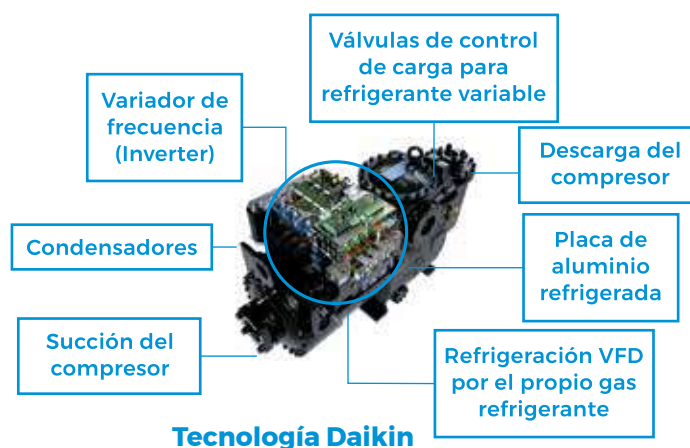 Válvulas de control
de carga para
refrigerante variable
Variador de
frecuencia
(Inverter)
Descarga del
compresor
Condensadores
Placa de
aluminio
refrigerada
Succión del
compresor
Refrigeración VFD
por el propio gas
refrigerante
Tecnología Daikin